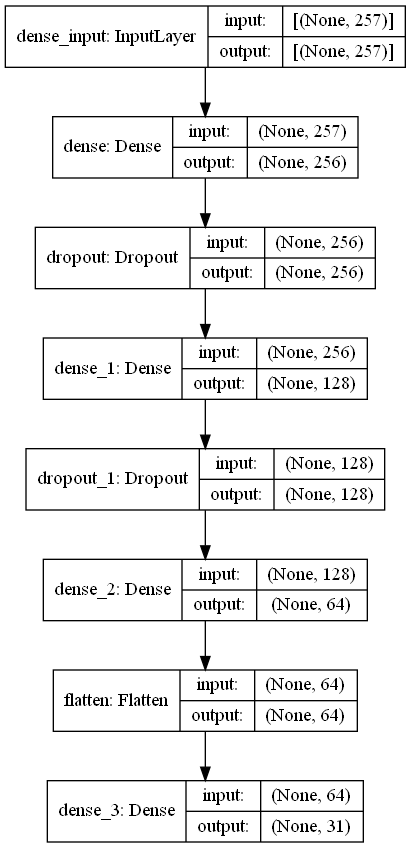 dense_input: InputLayer
input:
[(None, 257)]
output:
[(None, 257)]
dense: Dense
input:
(None, 257)
output:
(None, 256)
dropout: Dropout
input:
(None, 256)
output:
(None, 256)
dense_1: Dense
input:
(None, 256)
output:
(None, 128)
dropout_1: Dropout
input:
(None, 128)
output:
(None, 128)
dense_2: Dense
input:
(None, 128)
output:
(None, 64)
flatten: Flatten
input:
(None, 64)
output:
(None, 64)
dense_3: Dense
input:
(None, 64)
output:
(None, 31)